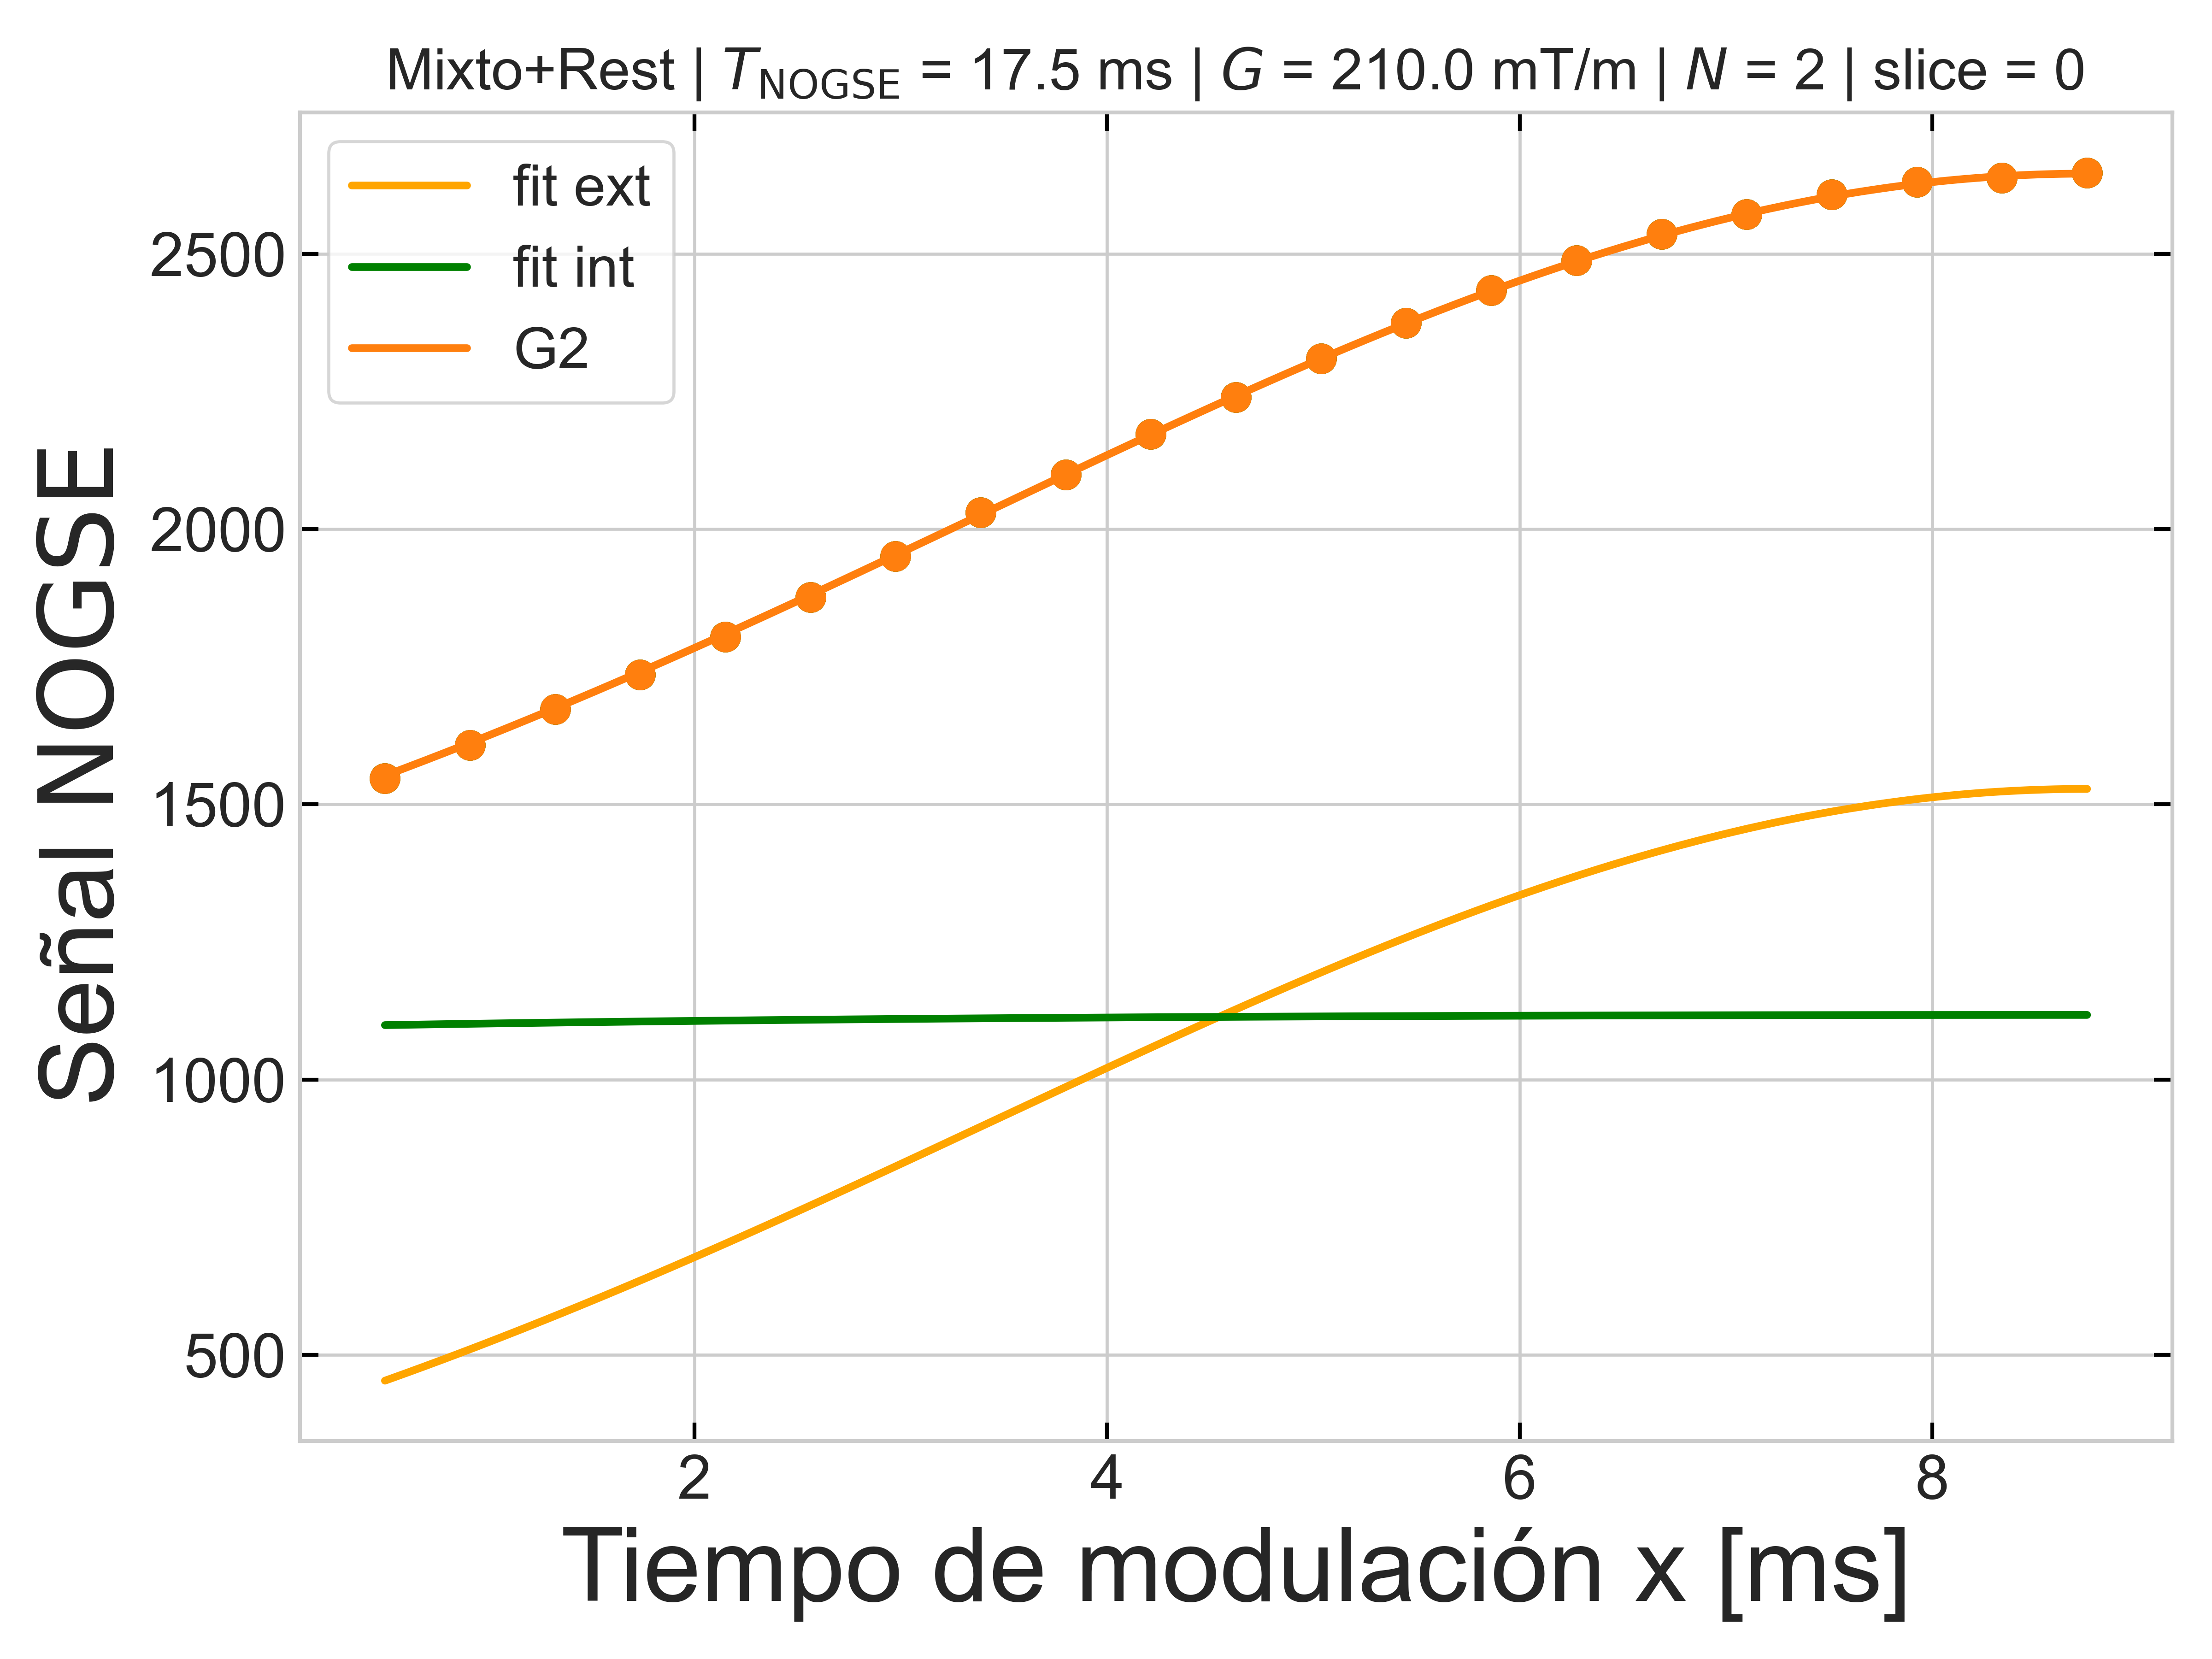 Mixto+Rest | T_NOGSE = 17.5 ms | G = 210.0 mT/m | N = 2 | slice = 0
fit ext
fit int
G2
2500
2000
1500
1000
500
Señal NOGSE
2 4 6 8
Tiempo de modulación x [ms]